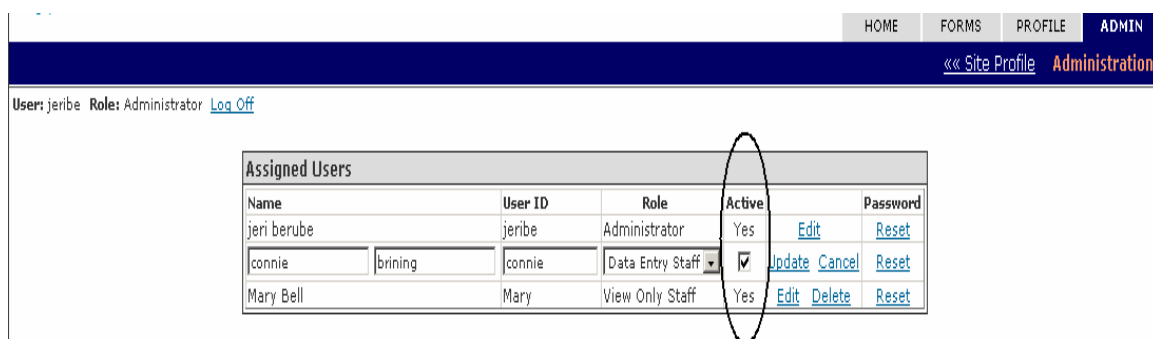 HOME FORMS PROFILE ADMIN
«« Site Profile Administration
User: jeribe Role: Administrator Log Off
Assigned Users
Name User ID Role Active Password
jeri berube jeribe Administrator Yes Edit Reset
connie brining connie Data Entry Staff Update Cancel Reset
Mary Bell Mary View Only Staff Yes Edit Delete Reset